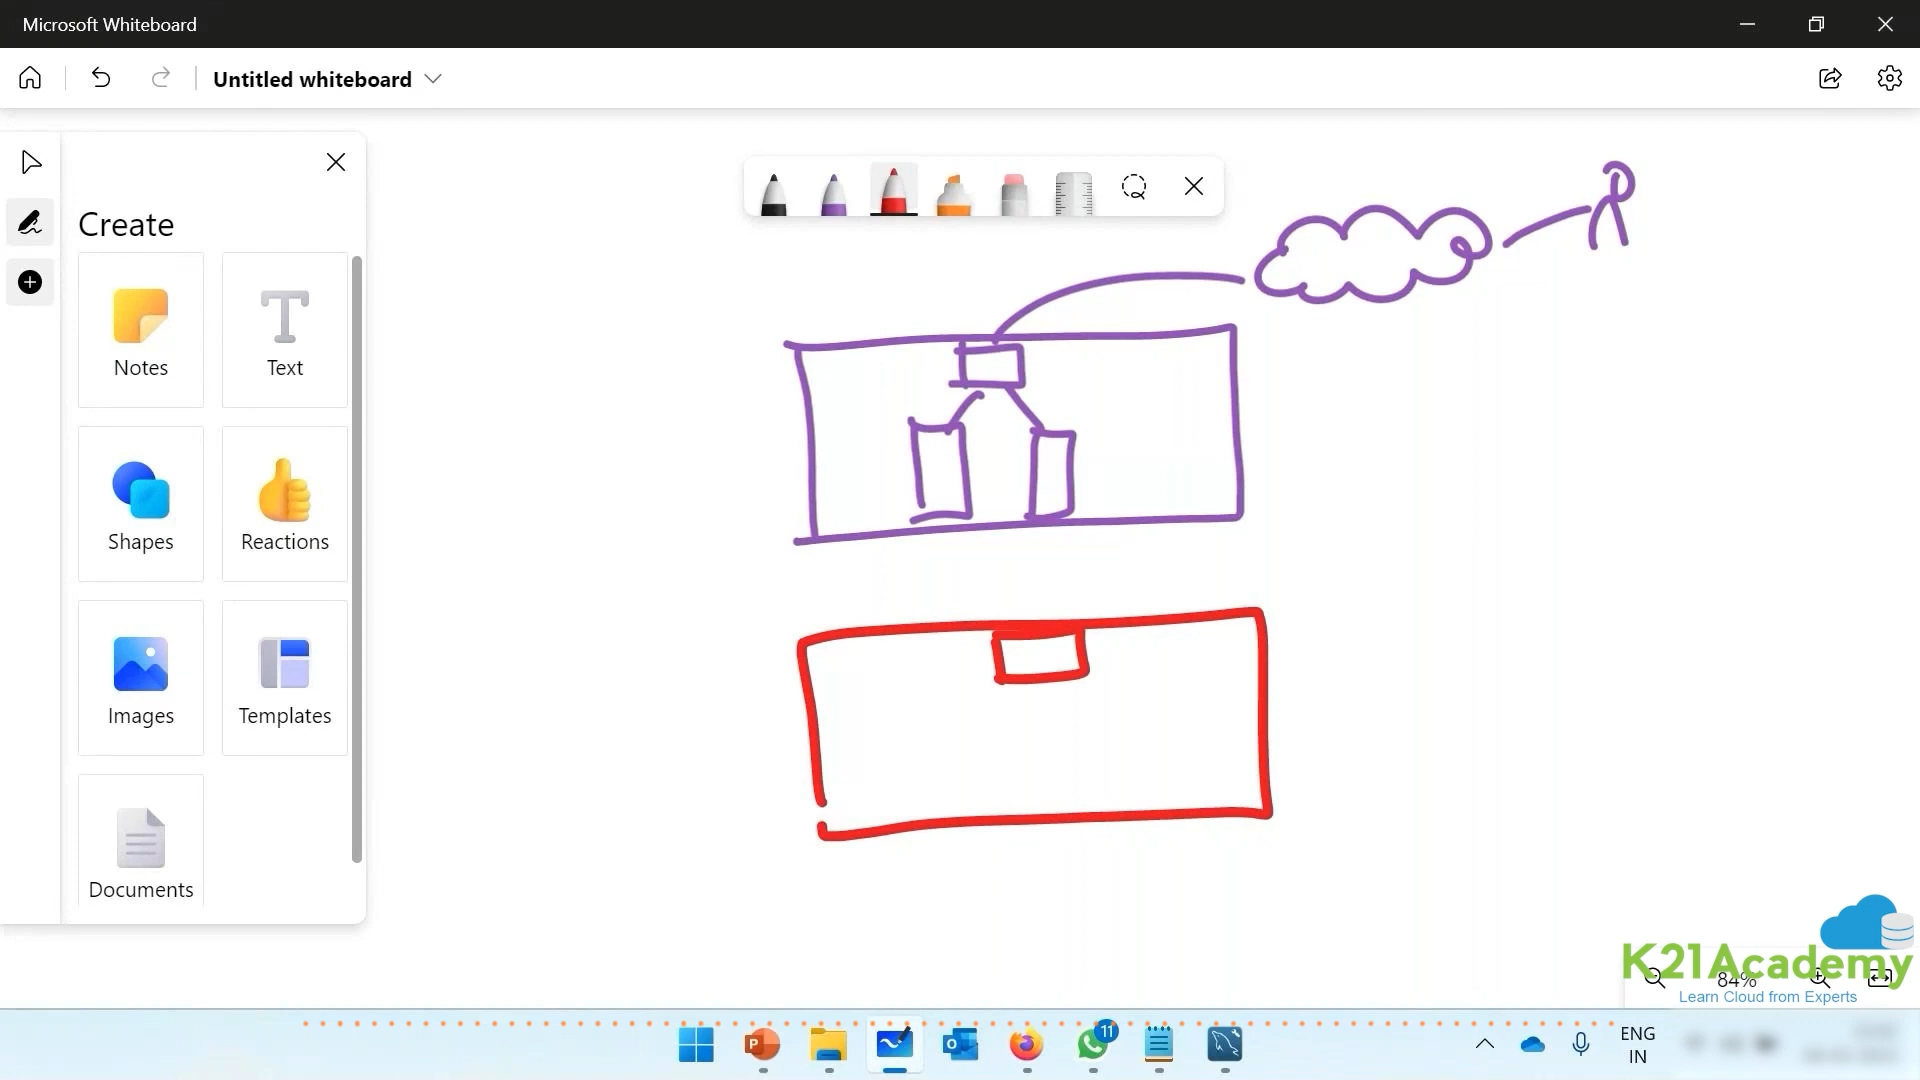 Microsoft Whiteboard
Untitled whiteboard
Create
Notes
Text
Shapes
Reactions
Images
Templates
Documents
K21Academy
84%
Learn Cloud from Experts
11
ENG
IN